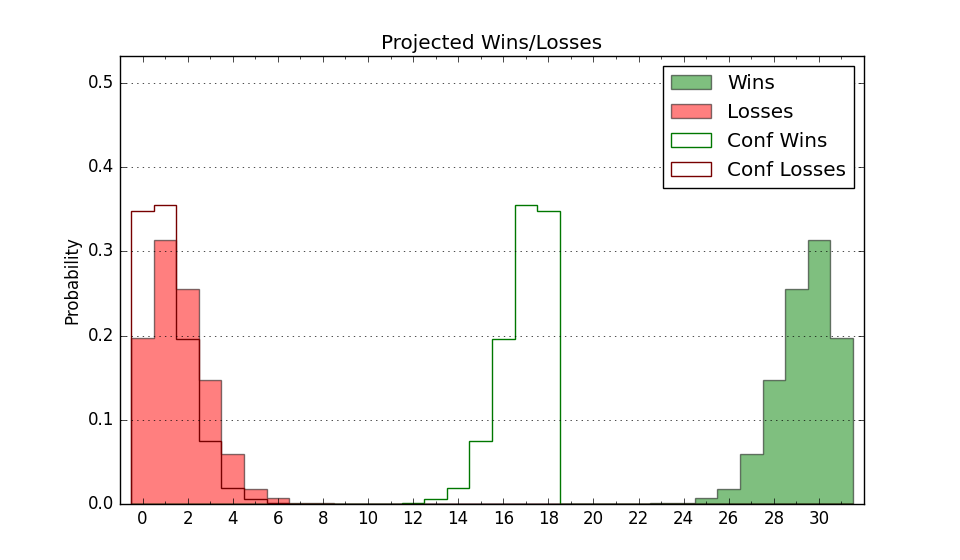 Projected Wins/Losses
Wins
Losses
Conf Wins
Conf Losses
Probability
0.5
0.4
0.3
0.2
0.1
0.0
0 2 4 6 8 10 12 14 16 18 20 22 24 26 28 30